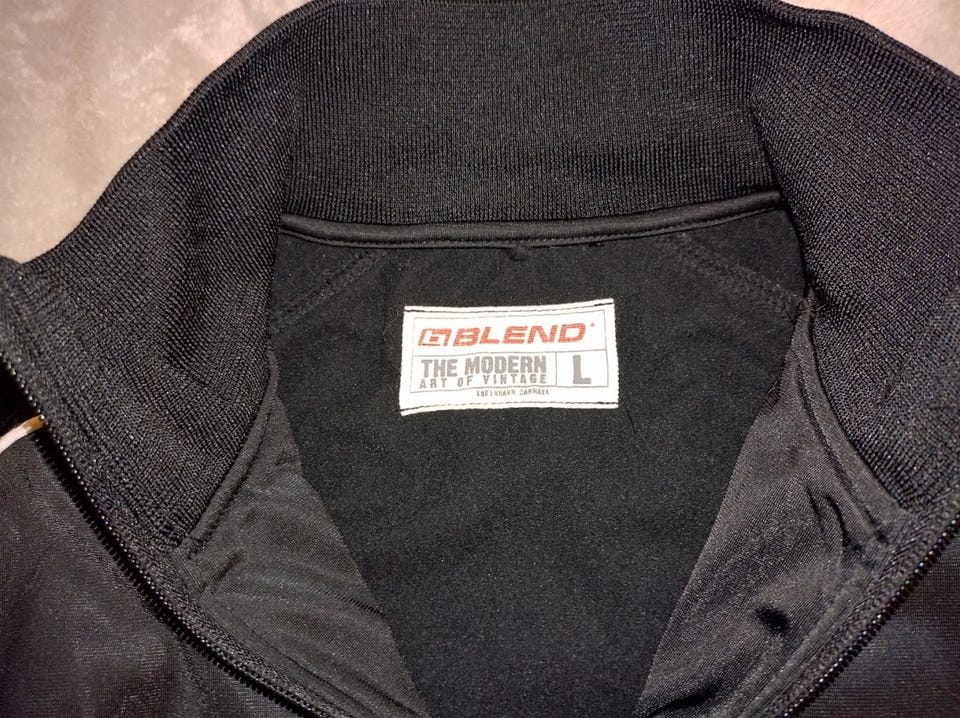 BLEND
THE MODERN
ART OF VINTAGE
L
KØBENHAVN, DANMARK